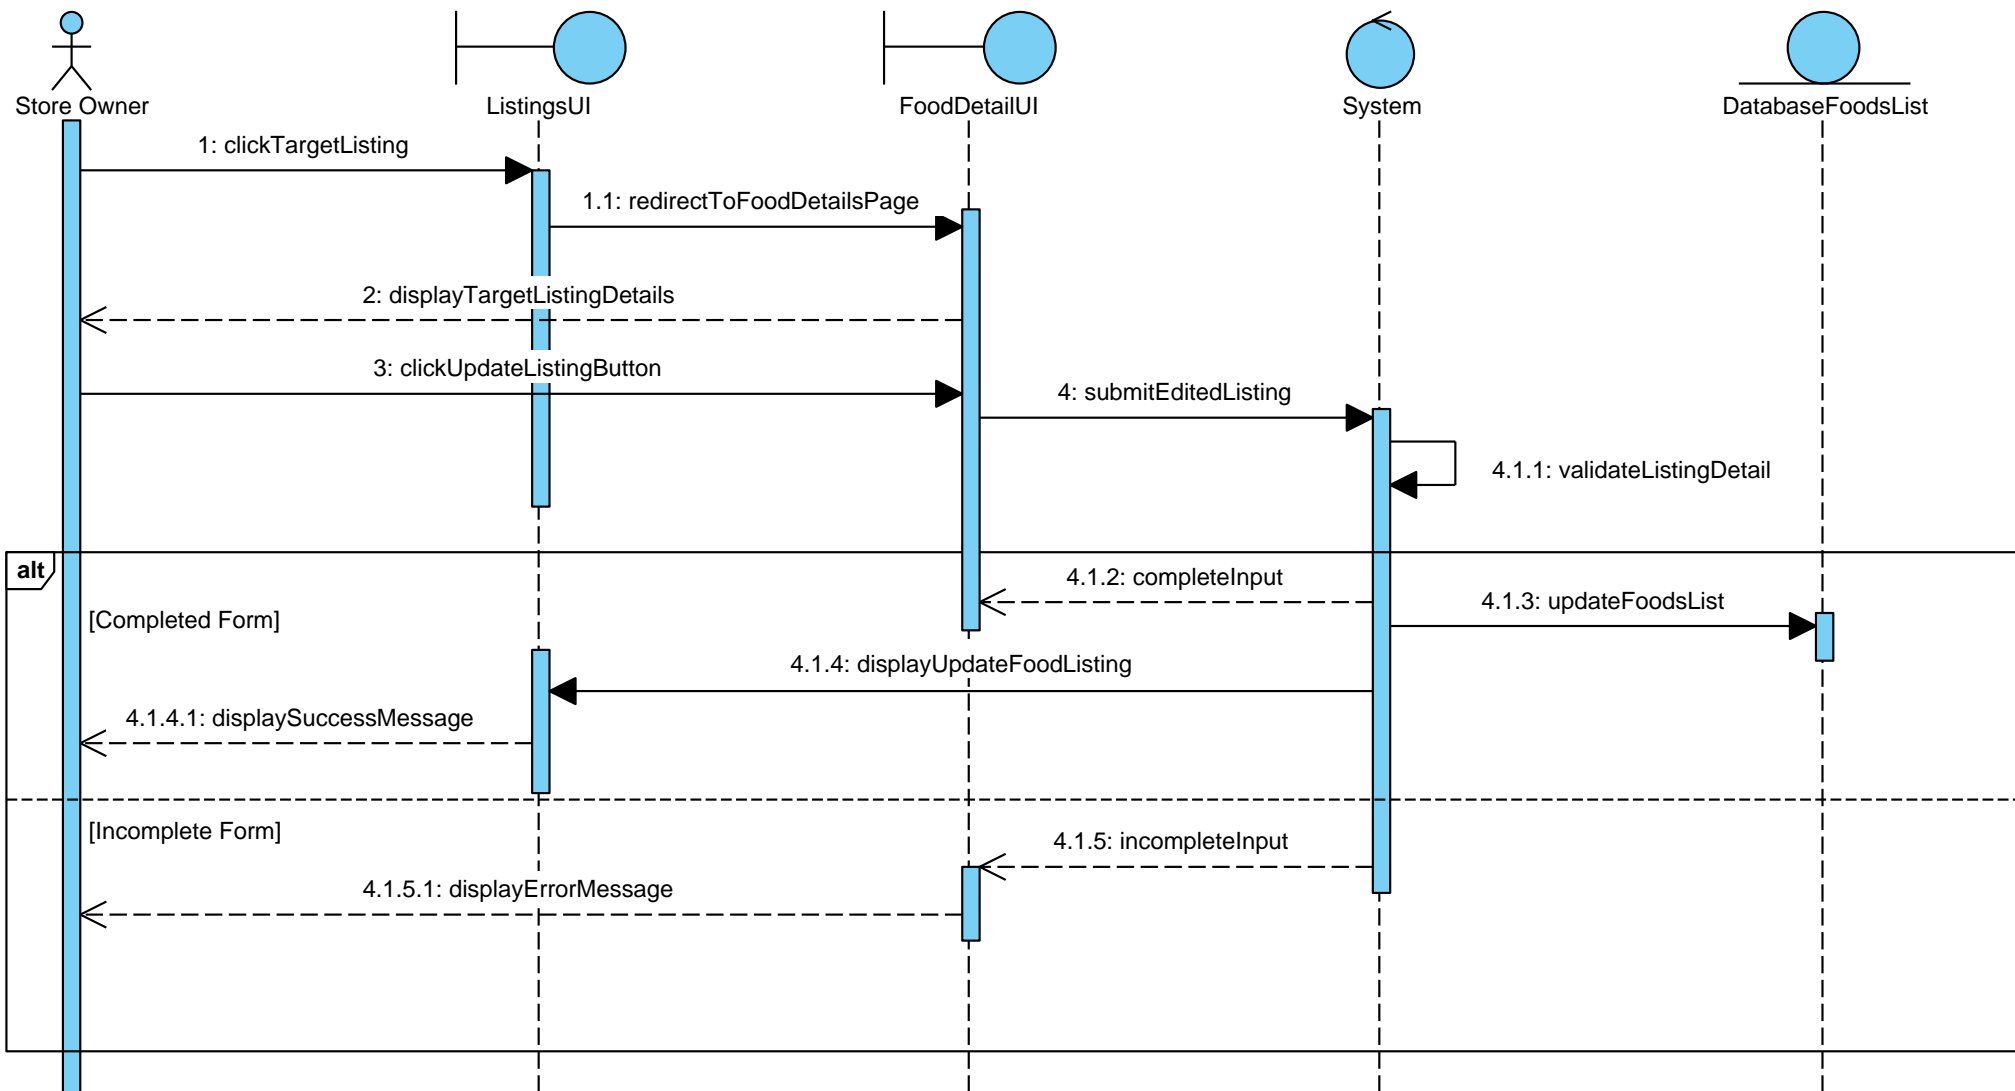 Store Owner
ListingsUI
FoodDetailUI
System
DatabaseFoodsList
1: clickTargetListing
1.1: redirectToFoodDetailsPage
2: displayTargetListingDetails
3: clickUpdateListingButton
4: submitEditedListing
4.1.1: validateListingDetail
alt
4.1.2: completeInput
4.1.3: updateFoodsList
[Completed Form]
4.1.4: displayUpdateFoodListing
4.1.4.1: displaySuccessMessage
[Incomplete Form]
4.1.5: incompleteInput
4.1.5.1: displayErrorMessage